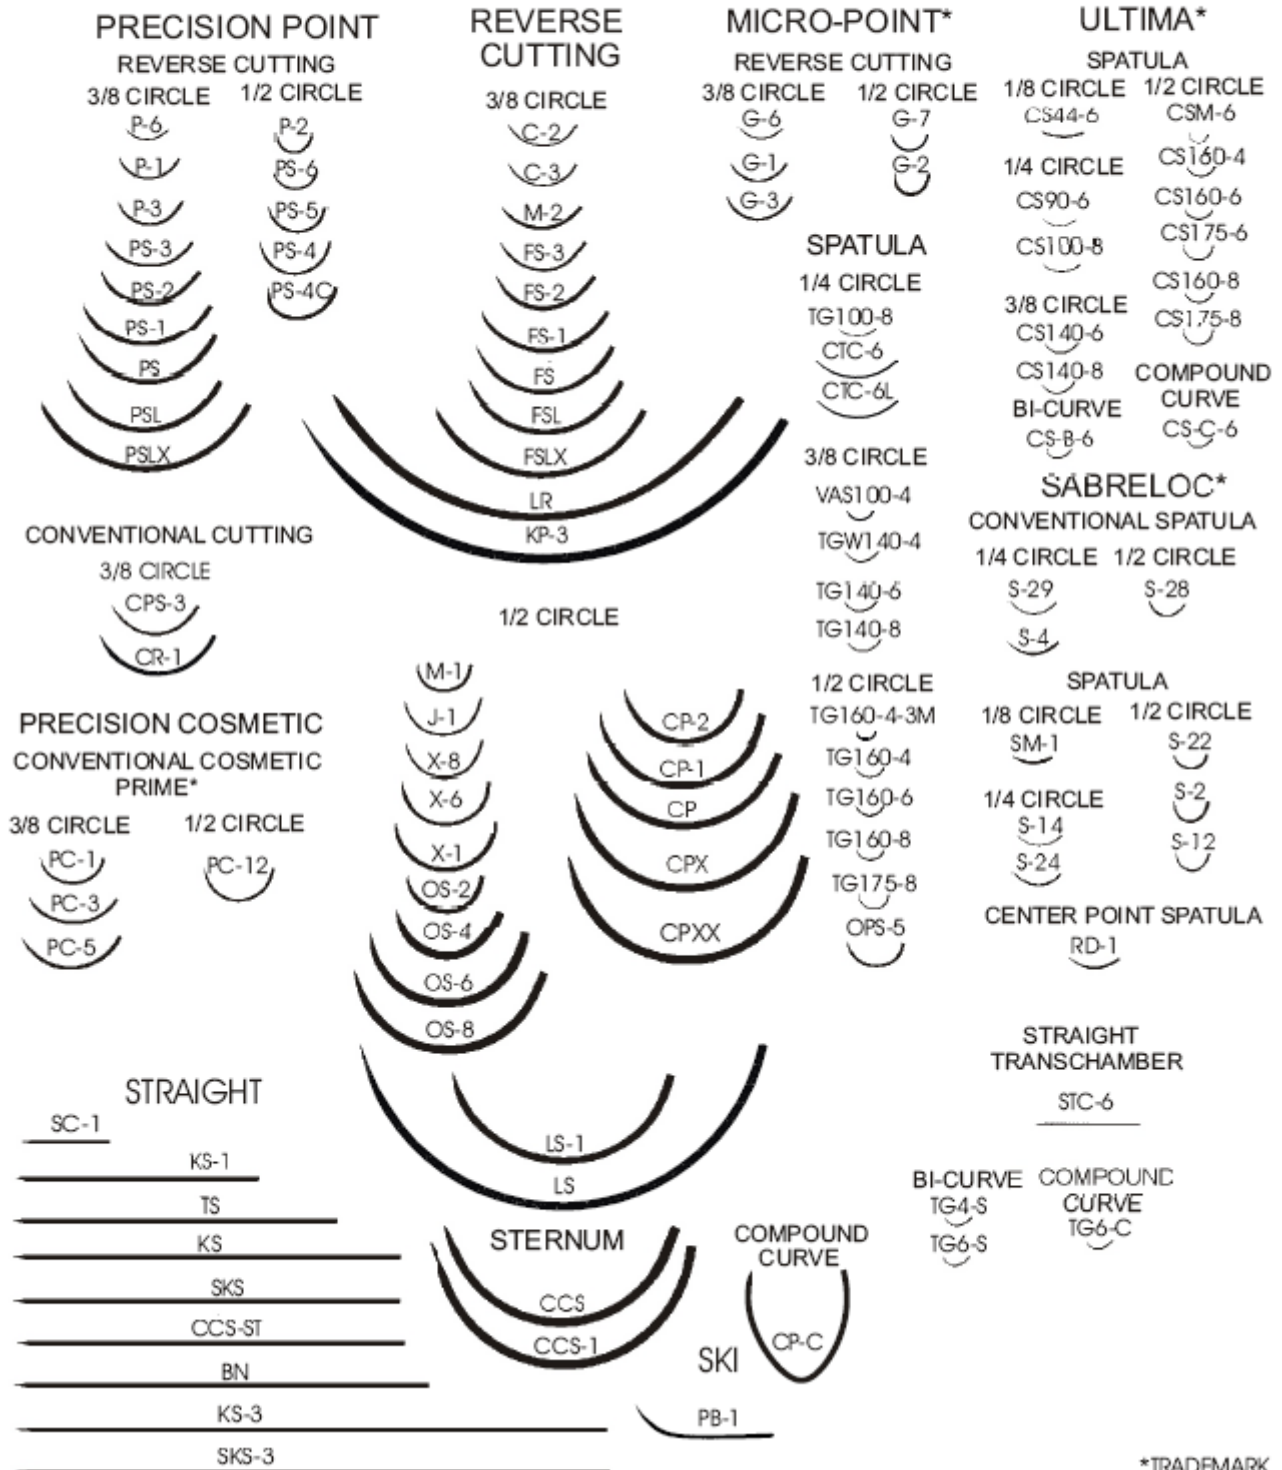 PRECISION POINT
REVERSE CUTTING
3/8 CIRCLE
P-6
P-1
P-3
PS-3
PS-2
PS-1
PS
PSL
PSLX
1/2 CIRCLE
P-2
PS-6
PS-5
PS-4
PS-4C
CONVENTIONAL CUTTING
3/8 CIRCLE
CPS-3
CR-1
PRECISION COSMETIC
CONVENTIONAL COSMETIC
PRIME*
3/8 CIRCLE
PC-1
PC-3
PC-5
1/2 CIRCLE
PC-12
STRAIGHT
SC-1
KS-1
TS
KS
SKS
CCS-ST
BN
KS-3
SKS-3
REVERSE
CUTTING
3/8 CIRCLE
C-2
C-3
M-2
FS-3
FS-2
FS-1
FS
FSL
FSLX
LR
KP-3
1/2 CIRCLE
M-1
J-1
X-8
X-6
X-1
OS-2
OS-4
OS-6
OS-8
CP-2
CP-1
CP
CPX
CPXX
LS-1
LS
STERNUM
CCS
CCS-1
COMPOUND
CURVE
CP-C
SKI
PB-1
MICRO-POINT*
REVERSE CUTTING
3/8 CIRCLE
G-6
G-1
G-3
1/2 CIRCLE
G-7
G-2
SPATULA
1/4 CIRCLE
TG100-8
CTC-6
CTC-6L
3/8 CIRCLE
VAS100-4
TGW140-4
TG140-6
TG140-8
1/2 CIRCLE
TG160-4-3M
TG160-4
TG160-6
TG160-8
TG175-8
OPS-5
BI-CURVE
TG4-S
TG6-S
COMPOUND
CURVE
TG6-C
ULTIMA*
SPATULA
1/8 CIRCLE
CS44-6
1/4 CIRCLE
CS90-6
CS100-8
3/8 CIRCLE
CS140-6
CS140-8
BI-CURVE
CS-B-6
1/2 CIRCLE
CSM-6
CS160-4
CS160-6
CS175-6
CS160-8
CS175-8
COMPOUND
CURVE
CS-C-6
SABRELOC*
CONVENTIONAL SPATULA
1/4 CIRCLE
S-29
S-4
1/2 CIRCLE
S-28
SPATULA
1/8 CIRCLE
SM-1
1/4 CIRCLE
S-14
S-24
1/2 CIRCLE
S-22
S-2
S-12
CENTER POINT SPATULA
RD-1
STRAIGHT
TRANSCHAMBER
STC-6
*TRADEMARK